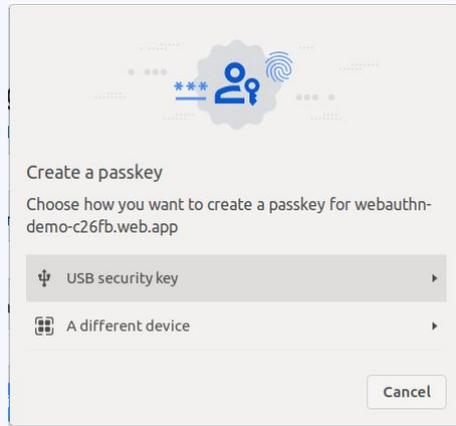 ***
Create a passkey
Choose how you want to create a passkey for webauthn-
demo-c26fb.web.app
USB security key
A different device
Cancel